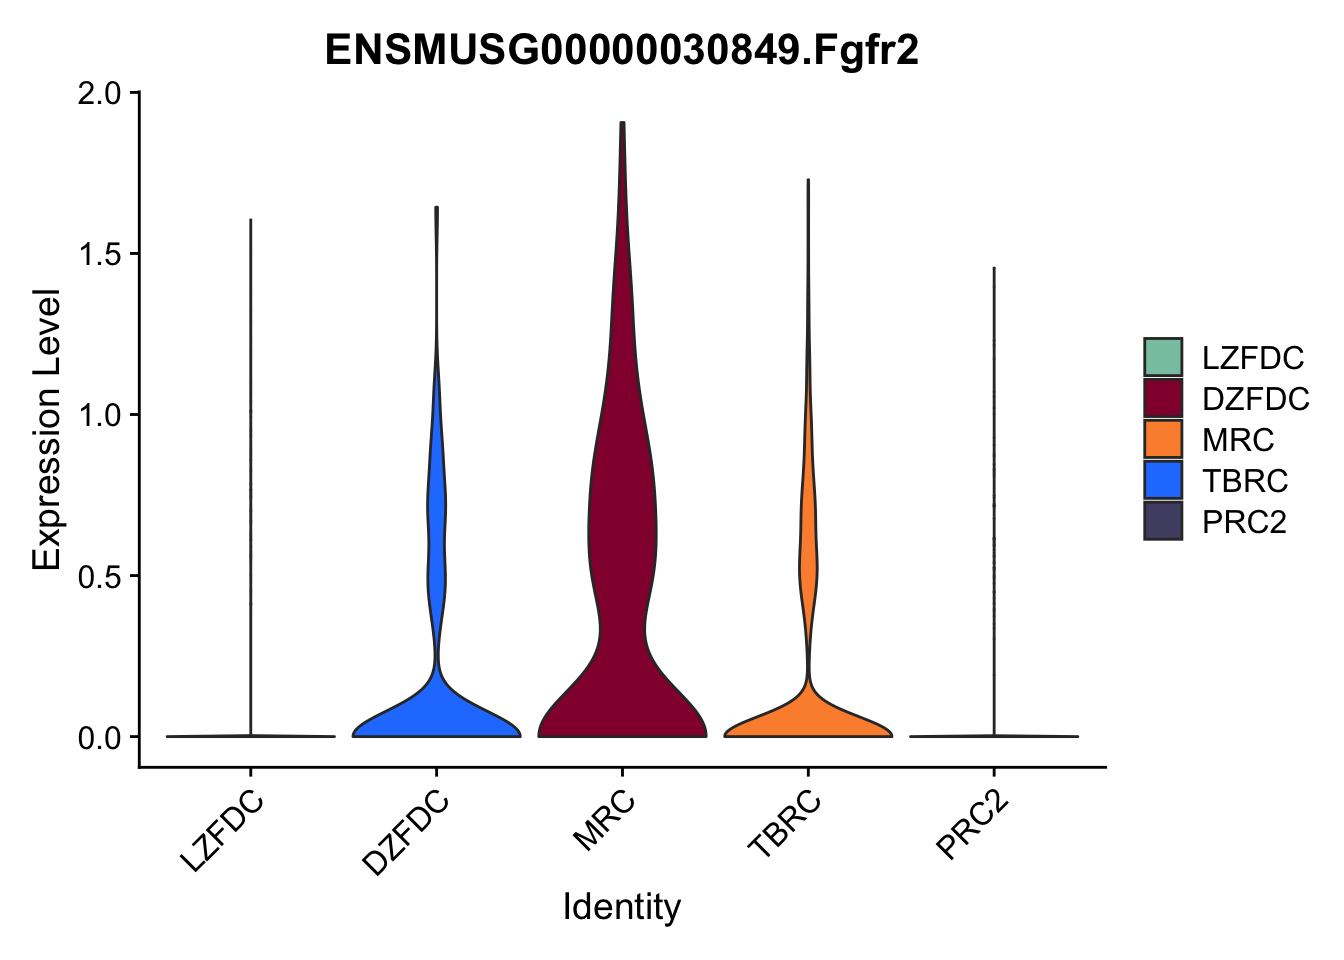 ENSMUSG00000030849.Fgfr2
Expression Level
2.0
1.5
1.0
0.5
0.0
LZFDC
DZFDC
MRC
TBRC
PRC2
Identity
LZFDC
DZFDC
MRC
TBRC
PRC2